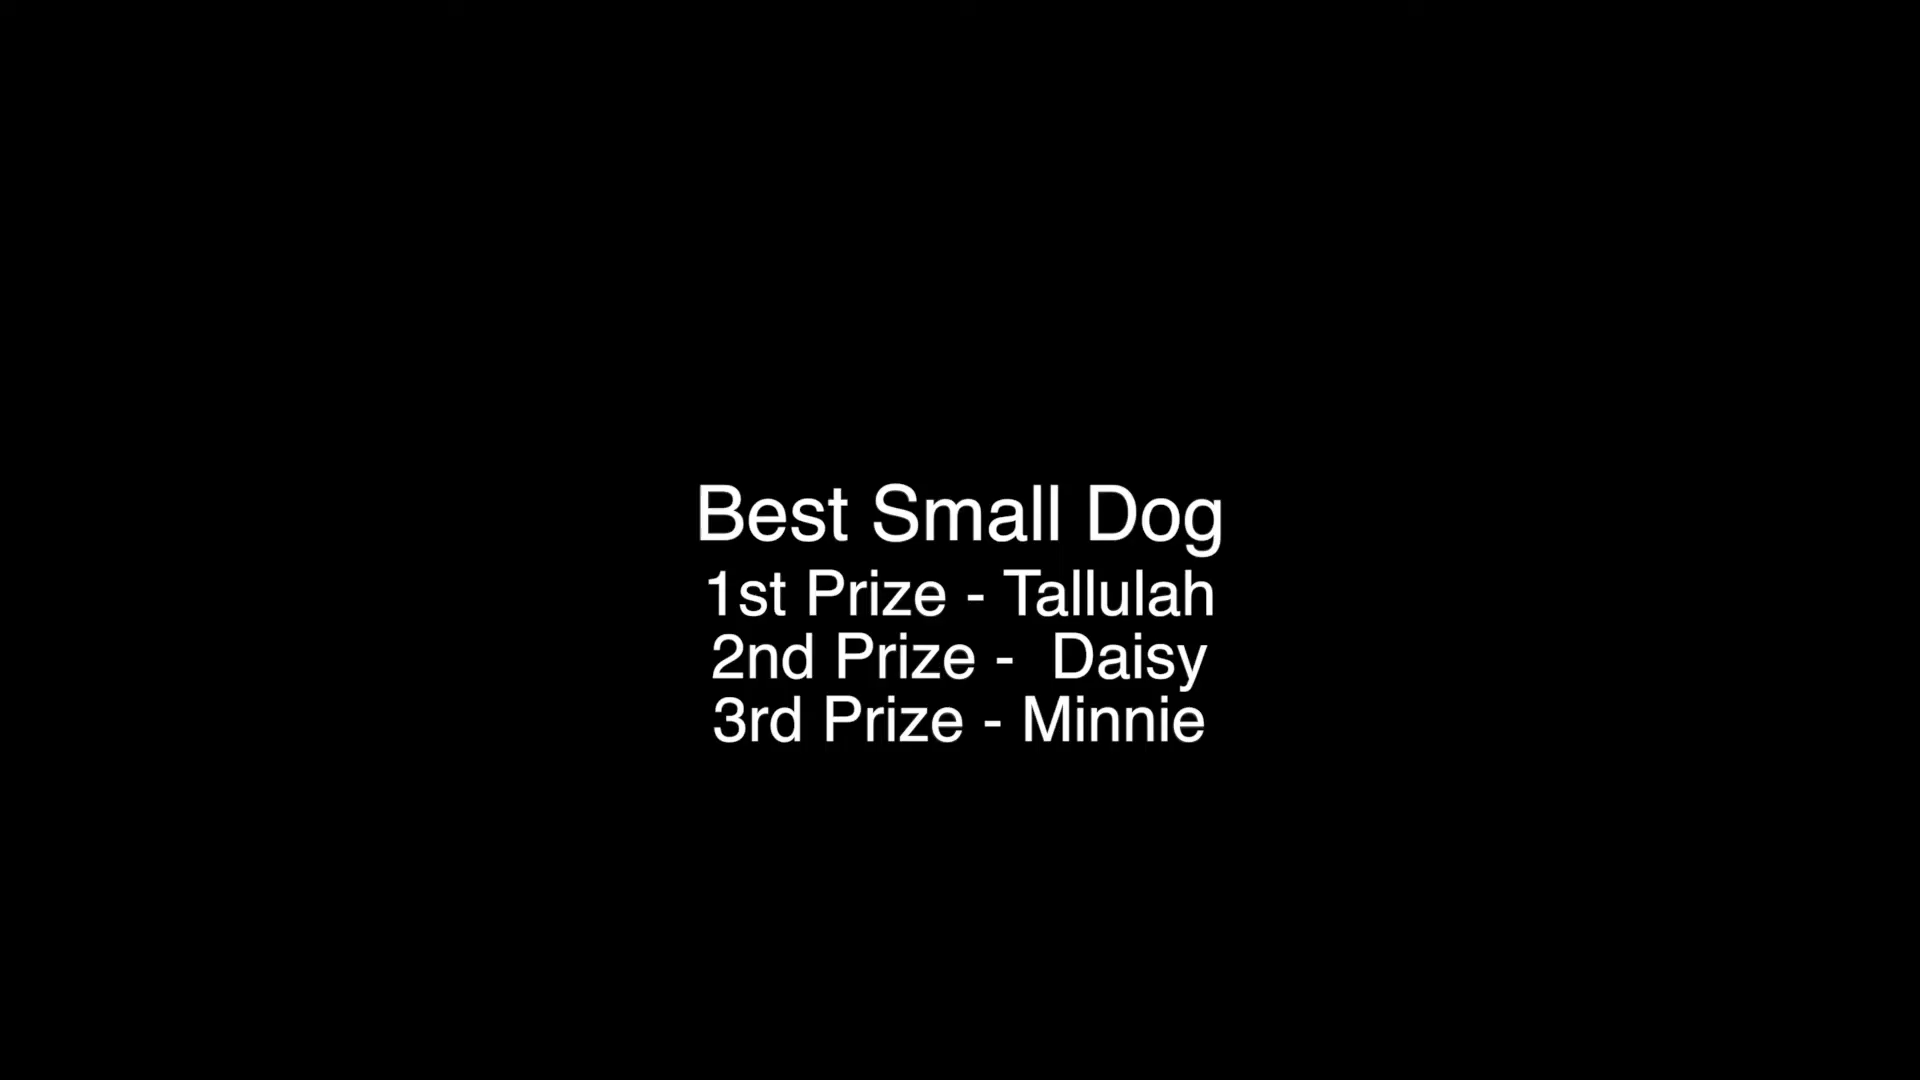 Best Small Dog
1st Prize - Tallulah
2nd Prize -  Daisy
3rd Prize - Minnie